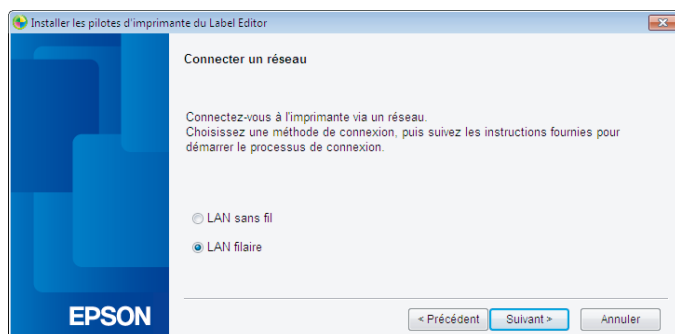 Installer les pilotes d'imprimante du Label Editor
Connecter un réseau
Connectez-vous à l'imprimante via un réseau.
Choisissez une méthode de connexion, puis suivez les instructions fournies pour
démarrer le processus de connexion.
LAN sans fil
LAN filaire
EPSON
< Précédent
Suivant >
Annuler